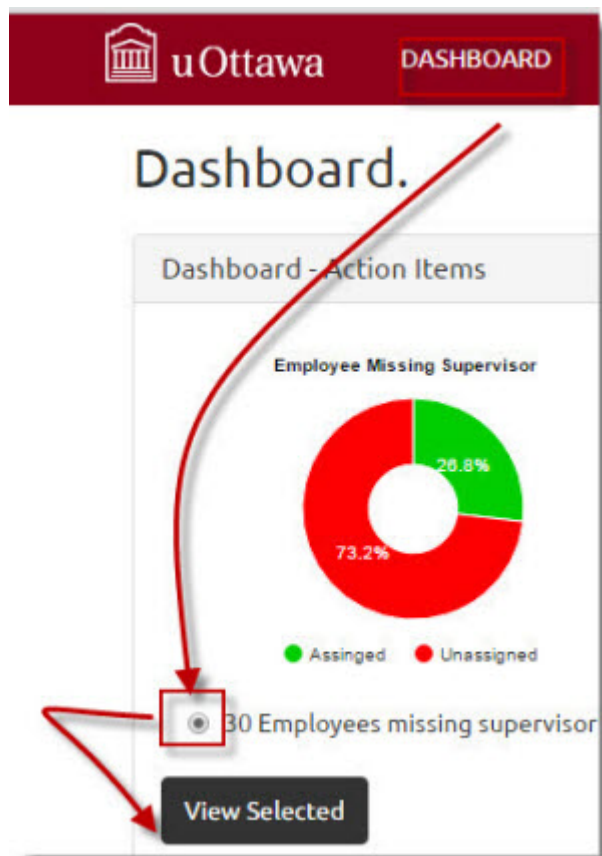 uOttawa DASHBOARD
Dashboard.
Dashboard - Action Items
Employee Missing Supervisor
26.8%
73.2%
Assinged Unassigned
30 Employees missing supervisor
View Selected